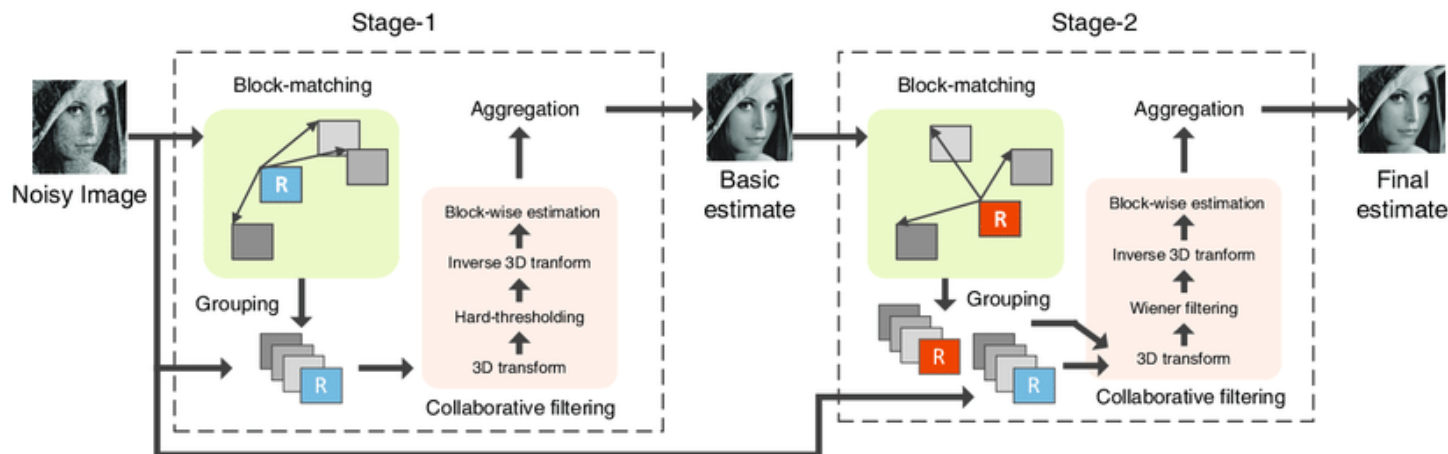 Stage-1
Stage-2
Noisy Image
Block-matching
R
Grouping
R
Aggregation
Block-wise estimation
Inverse 3D tranform
Hard-thresholding
3D transform
Collaborative filtering
Basic
estimate
Block-matching
R
Grouping
R
R
Aggregation
Block-wise estimation
Inverse 3D tranform
Wiener filtering
3D transform
Collaborative filtering
Final
estimate